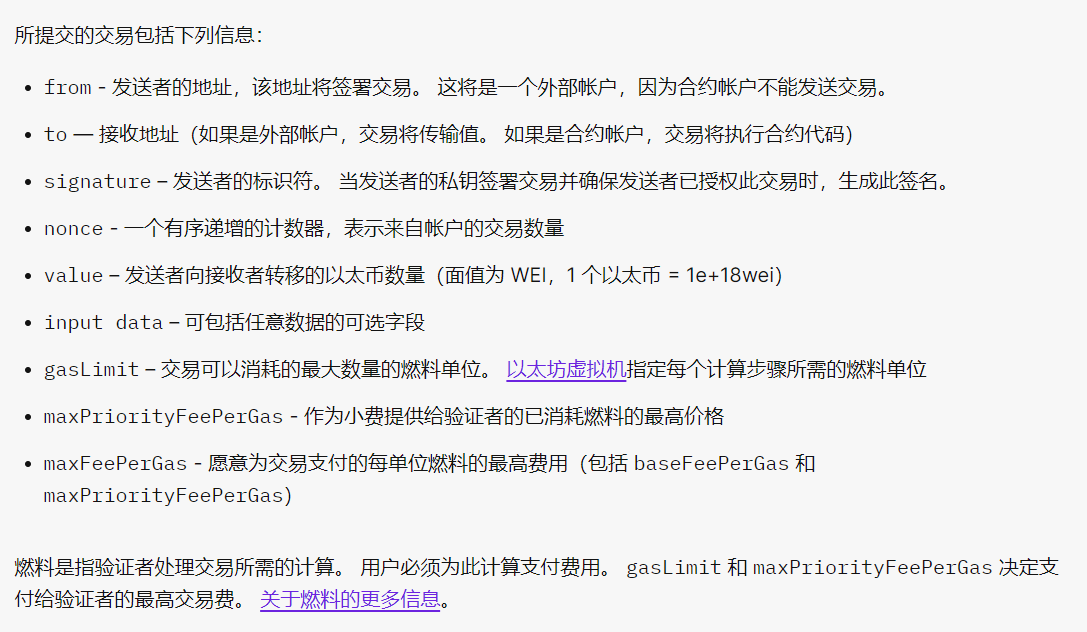 所提交的交易包括下列信息：
from - 发送者的地址，该地址将签署交易。 这将是一个外部帐户，因为合约帐户不能发送交易。
to — 接收地址（如果是外部帐户，交易将传输值。 如果是合约帐户，交易将执行合约代码）
signature – 发送者的标识符。 当发送者的私钥签署交易并确保发送者已授权此交易时，生成此签名。
nonce - 一个有序递增的计数器，表示来自帐户的交易数量
value – 发送者向接收者转移的以太币数量（面值为 WEI，1 个以太币 = 1e+18wei）
input data – 可包括任意数据的可选字段
gasLimit – 交易可以消耗的最大数量的燃料单位。 以太坊虚拟机指定每个计算步骤所需的燃料单位
maxPriorityFeePerGas - 作为小费提供给验证者的已消耗燃料的最高价格
maxFeePerGas - 愿意为交易支付的每单位燃料的最高费用（包括 baseFeePerGas 和
maxPriorityFeePerGas）
燃料是指验证者处理交易所需的计算。 用户必须为此计算支付费用。 gasLimit 和 maxPriorityFeePerGas 决定支
付给验证者的最高交易费。 关于燃料的更多信息。